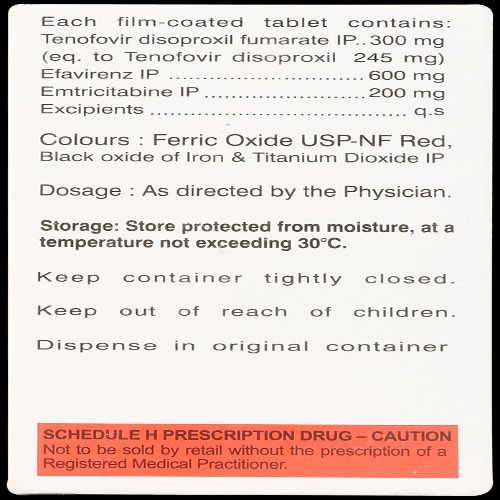 Each film-coated tablet contains:
Tenofovir disoproxil fumarate IP..300 mg
(eq. to Tenofovir disoproxil 245 mg)
Efavirenz IP ..............................600 mg
Emtricitabine IP ........................200 mg
Excipients ...................................... q.s
Colours : Ferric Oxide USP-NF Red,
Black oxide of Iron & Titanium Dioxide IP
Dosage : As directed by the Physician.
Storage: Store protected from moisture, at a
temperature not exceeding 30°C.
Keep container tightly closed.
Keep out of reach of children.
Dispense in original container
SCHEDULE H PRESCRIPTION DRUG – CAUTION
Not to be sold by retail without the prescription of a
Registered Medical Practitioner.